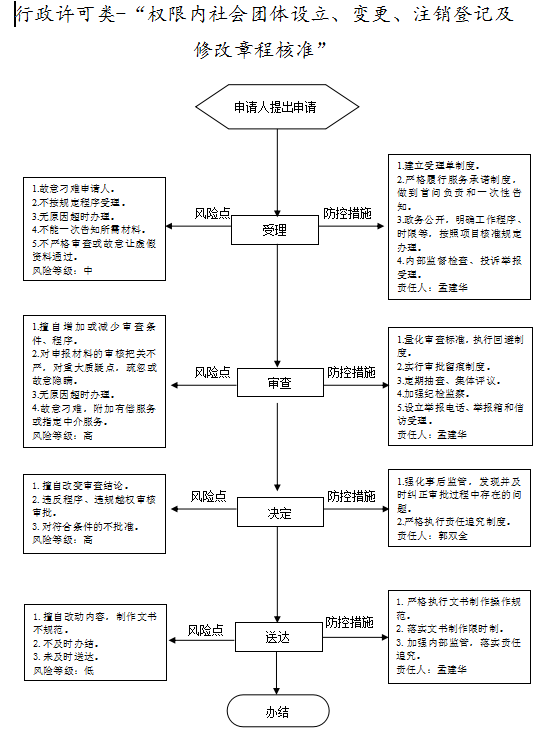 行政许可类-“权限内社会团体设立、变更、注销登记及
修改章程核准”
申请人提出申请
1.故意刁难申请人。
2.不按规定程序受理。
3.无原因超时办理。
4.不能一次告知所需材料。
5.不严格审查或故意让虚假
资料通过。
风险等级：中
风险点
受理
防控措施
1.建立受理单制度。
2.严格履行服务承诺制度，
做到首问负责和一次性告
知。
3.政务公开，明确工作程序、
时限等，按照项目核准规定
办理。
4.内部监督检查、投诉举报
受理。
责任人：孟建华
1.擅自增加或减少审查条
件、程序。
2.对申报材料的审核把关不
严，对重大质疑点，疏忽或
故意隐瞒。
3.无原因超时办理。
4.故意刁难，附加有偿服务
或指定中介服务。
风险等级：高
风险点
审查
防控措施
1.量化审查标准，执行回避制
度。
2.实行审批留痕制度。
3.定期抽查、集体评议。
4.加强纪检监察。
5.设立举报电话、举报箱和信
访受理。
责任人：孟建华
1. 擅自改变审查结论。
2. 违反程序、违规越权审核
审批。
3. 对符合条件的不批准。
风险等级：高
风险点
决定
防控措施
1.强化事后监管，发现并及
时纠正审批过程中存在的问
题。
2.严格执行责任追究制度。
责任人：郭双全
1. 擅自改动内容，制作文书
不规范。
2. 不及时办结。
3. 未及时送达。
风险等级：低
风险点
送达
防控措施
1. 严格执行文书制作操作规
范。
2. 落实文书制作限时制。
3. 加强内部监管，落实责任
追究。
责任人：孟建华
办结